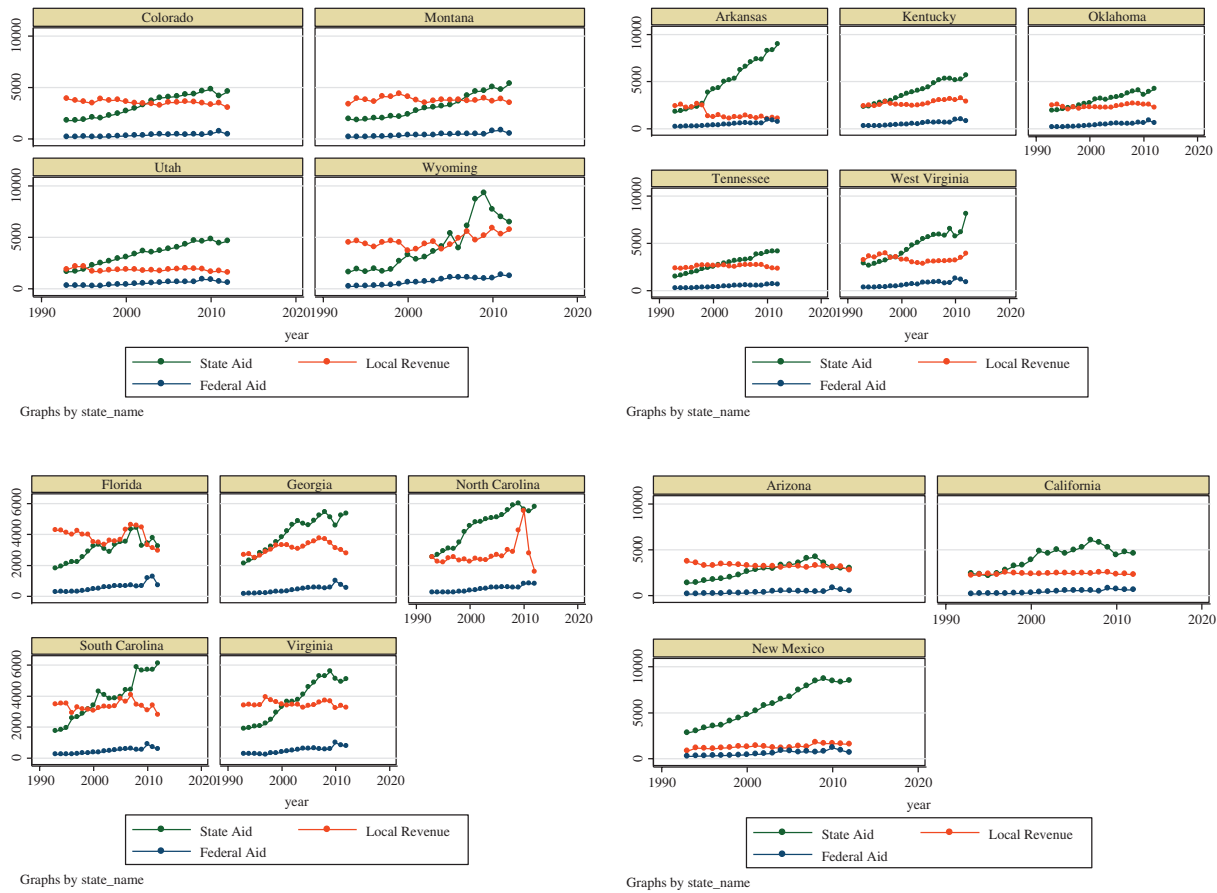 Colorado
Montana
10000
5000
0
Utah
Wyoming
10000
5000
0
1990 2000 2010 2020 1990 2000 2010 2020
year
State Aid
Local Revenue
Federal Aid
Graphs by state_name
Arkansas
Kentucky
Oklahoma
10000
5000
0
1990 2000 2010 2020
Tennessee
West Virginia
10000
5000
0
1990 2000 2010 2020 1990 2000 2010 2020
year
State Aid
Local Revenue
Federal Aid
Graphs by state_name
Florida
Georgia
North Carolina
0 2000 4000 6000
1990 2000 2010 2020
South Carolina
Virginia
0 2000 4000 6000
1990 2000 2010 2020 1990 2000 2010 2020
year
State Aid
Local Revenue
Federal Aid
Graphs by state_name
Arizona
California
10000
5000
0
1990 2000 2010 2020
New Mexico
10000
5000
0
1990 2000 2010 2020
year
State Aid
Local Revenue
Federal Aid
Graphs by state_name